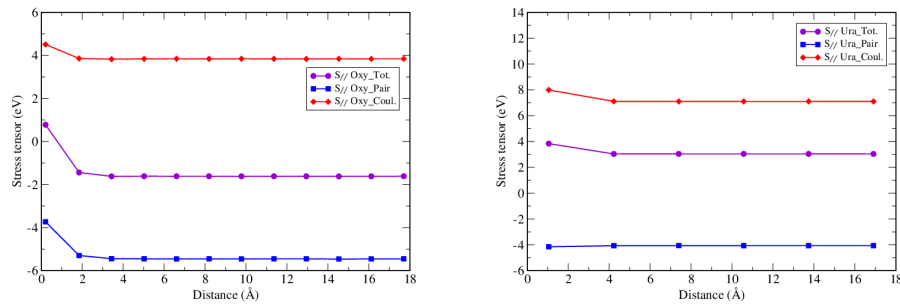 6
4
2
0
-2
-4
-6
0 2 4 6 8 10 12 14 16 18
Distance (Å)
Stress tensor (eV)
S// Oxy_Tot.
S// Oxy_Pair
S// Oxy_Coul.
14
12
10
8
6
4
2
0
-2
-4
-6
0 2 4 6 8 10 12 14 16 18
Distance (Å)
Stress tensor (eV)
S// Ura_Tot.
S// Ura_Pair
S// Ura_Coul.